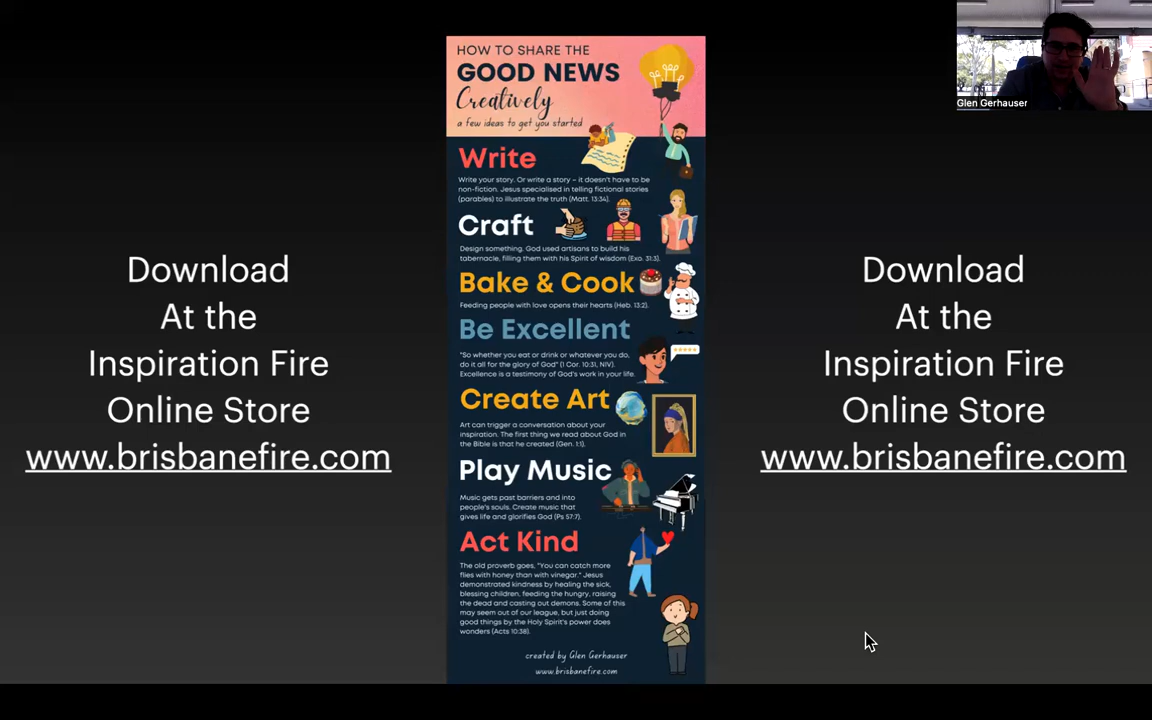 Glen Gerhauser
HOW TO SHARE THE
GOOD NEWS
Creatively
a few ideas to get you started
Write
Write your story. Or write a story – it doesn't have to be
non-fiction. Jesus specialised in telling fictional stories
(parables) to illustrate the truth (Matt. 13:34).
Craft
Design something. God used artisans to build his
tabernacle, filling them with his Spirit of wisdom (Exo. 31:3).
Bake & Cook
Feeding people with love opens their hearts (Heb. 13:2).
Be Excellent
"So whether you eat or drink or whatever you do,
do it all for the glory of God" (I Cor. 10:31, NIV).
Excellence is a testimony of God's work in your life.
Create Art
Art can trigger a conversation about your
inspiration. The first thing we read about God in
the Bible is that he created (Gen. 1:1).
Play Music
Music gets past barriers and into
people's souls. Create music that
gives life and glorifies God (Ps 57:7).
Act Kind
The old proverb goes, "You can catch more
flies with honey than with vinegar." Jesus
demonstrated kindness by healing the sick,
blessing children, feeding the hungry, raising
the dead and casting out demons. Some of this
may seem out of our league, but just doing
good things by the Holy Spirit's power does
wonders (Acts 10:38).
created by Glen Gerhauser
www.brisbanefire.com
Download
At the
Inspiration Fire
Online Store
www.brisbanefire.com
Download
At the
Inspiration Fire
Online Store
www.brisbanefire.com